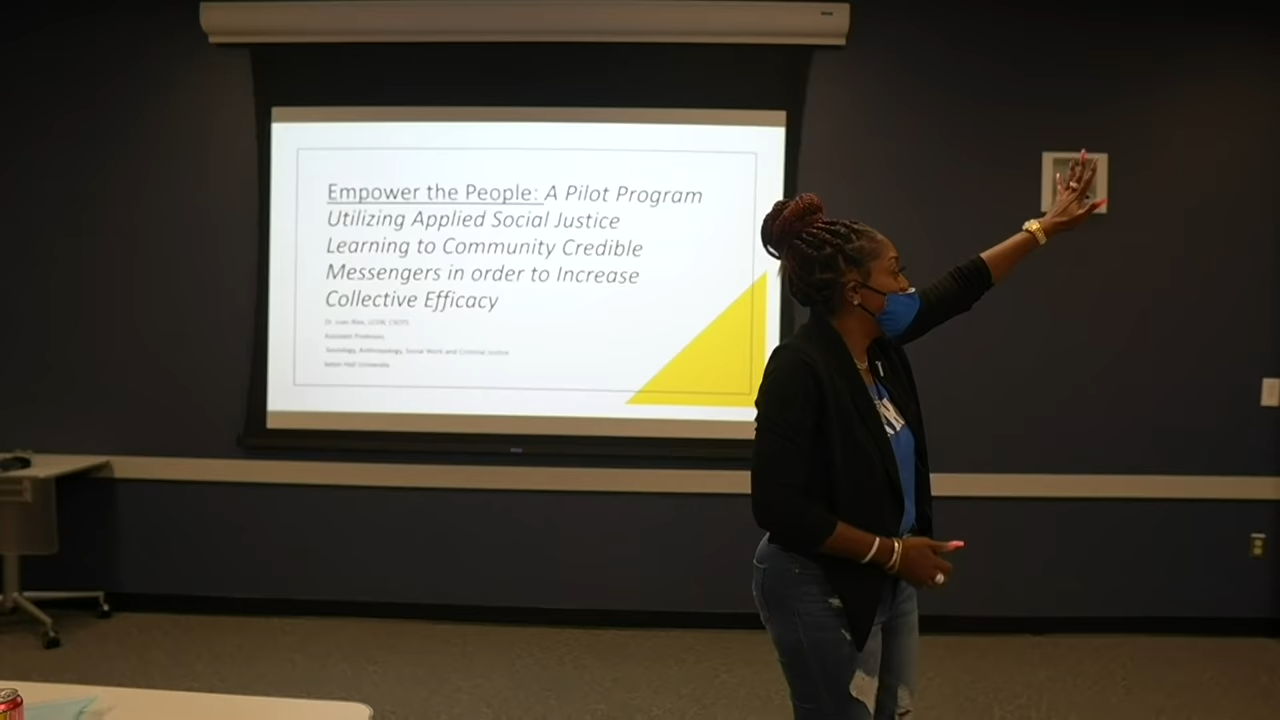 Empower the People: A Pilot Program
Utilizing Applied Social Justice
Learning to Community Credible
Messengers in order to Increase
Collective Efficacy
Assistant Professor
Sociology, Anthropology, Social Work and Criminal Justice
Seton Hall University